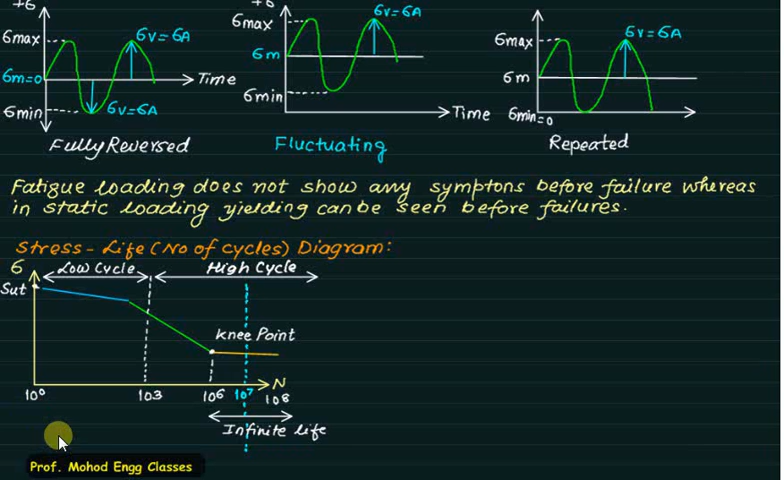 +6
6max
6v=6A
6m=0
Time
6min
6v=6A
Fully Reversed
+6
6max
6v=6A
6m
6min
Time
Fluctuating
6max
6v=6A
6m
6min=0
Repeated
Fatigue loading does not show any symptons before failure whereas
in static loading yielding can be seen before failures.
Stress - Life (No of cycles) Diagram:
6
Low Cycle
High Cycle
Sut
knee Point
N
10⁰
10³
10⁶
10⁷
10⁸
Infinite life
Prof. Mohod Engg Classes